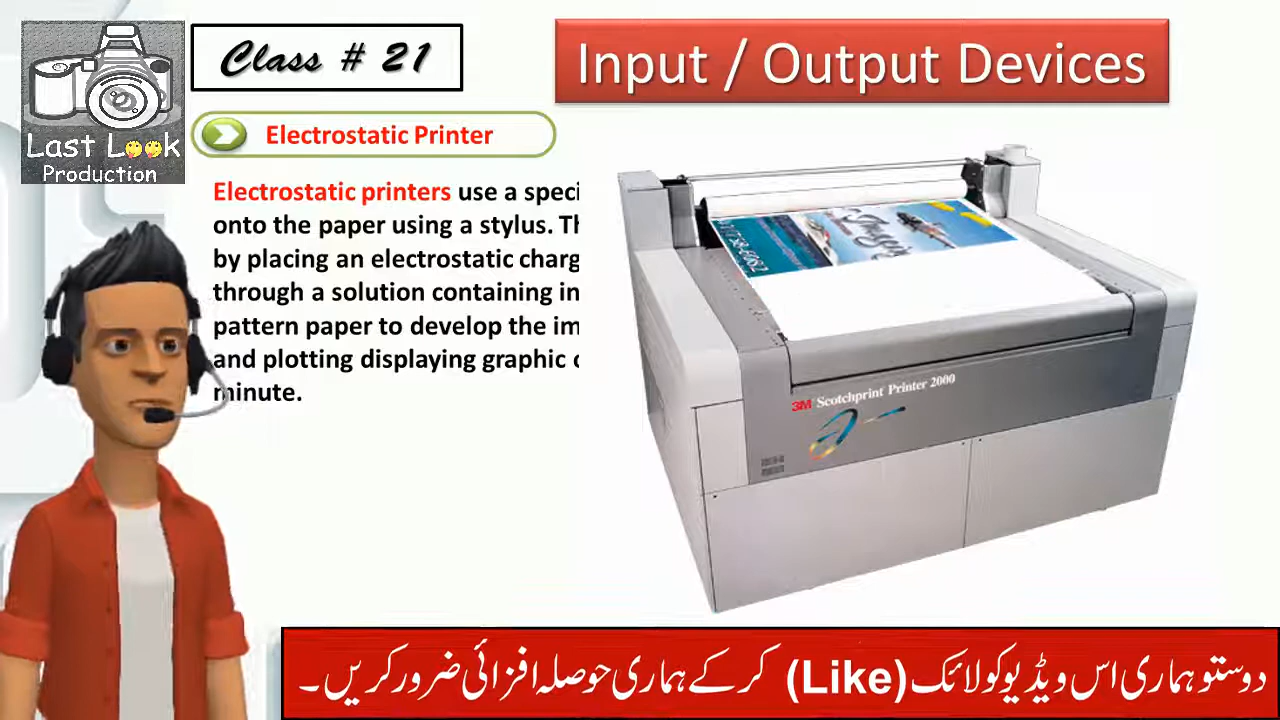 Class # 21
Input / Output Devices
Last Look
Production
Electrostatic Printer
Electrostatic printers use a speci
onto the paper using a stylus. Th
by placing an electrostatic charg
through a solution containing in
pattern paper to develop the im
and plotting displaying graphic
minute.
3M Scotchprint Printer 2000
دوستو ہماری اس ویڈیو کو لائک (Like) کر کے ہماری حوصلہ افزائی ضرور کریں۔